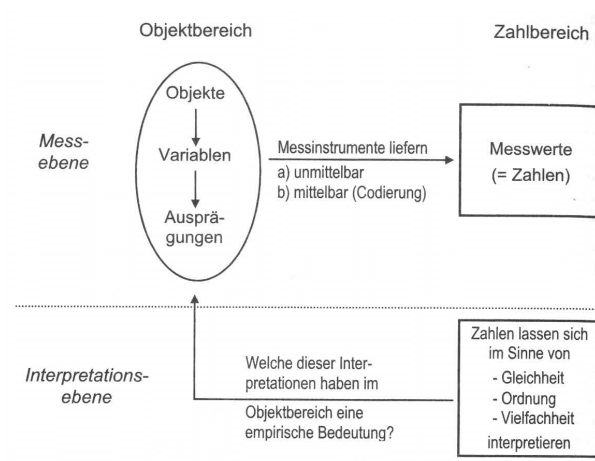 Objektbereich
Zahlbereich
Mess-
ebene
Objekte
Variablen
Ausprä-
gungen
Messinstrumente liefern
a) unmittelbar
b) mittelbar (Codierung)
Messwerte
(= Zahlen)
Interpretations-
ebene
Welche dieser Inter-
pretationen haben im
Objektbereich eine
empirische Bedeutung?
Zahlen lassen sich
im Sinne von
- Gleichheit
- Ordnung
- Vielfachheit
interpretieren